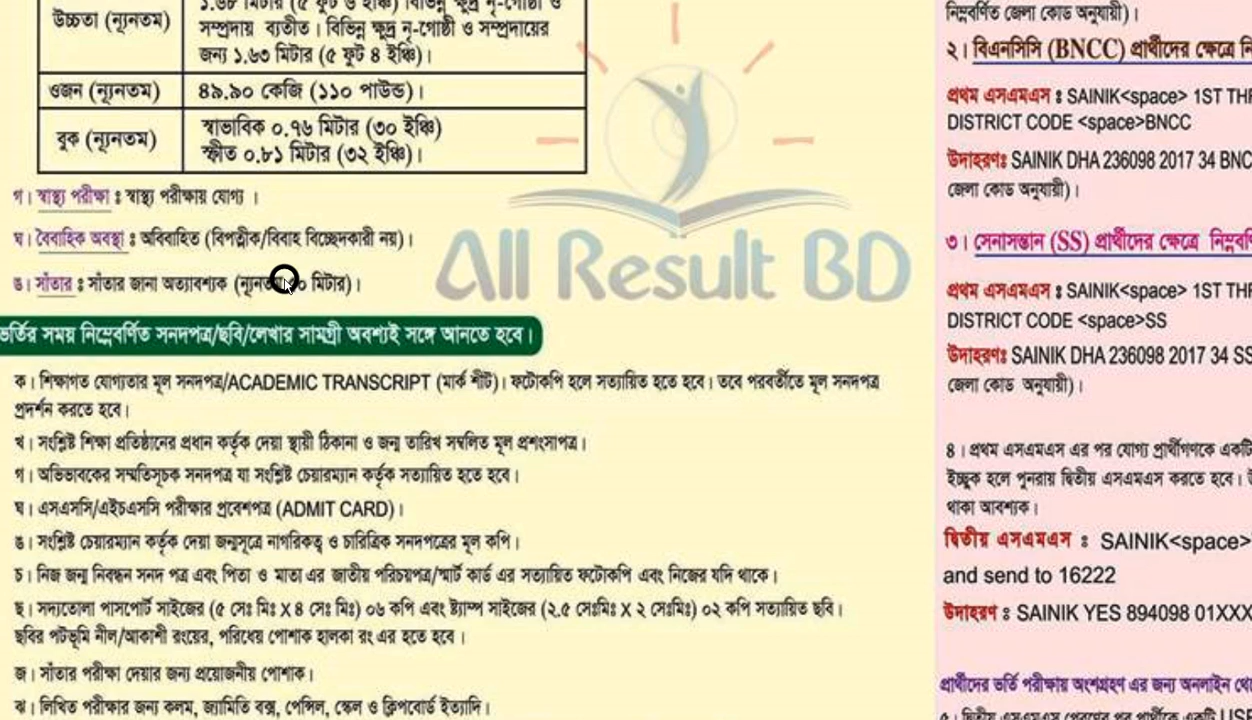 উচ্চতা (ন্যূনতম)
১.৬৮ মিটার (৫ ফুট ৬ ইঞ্চি) বিভিন্ন ক্ষুদ্র নৃ-গোষ্ঠী ও
সম্প্রদায় ব্যতীত। বিভিন্ন ক্ষুদ্র নৃ-গোষ্ঠী ও সম্প্রদায়ের
জন্য ১.৬৩ মিটার (৫ ফুট ৪ ইঞ্চি)।
ওজন (ন্যূনতম)
৪৯.৯০ কেজি (১১০ পাউন্ড)।
বুক (ন্যূনতম)
স্বাভাবিক ০.৭৬ মিটার (৩০ ইঞ্চি)
স্ফীত ০.৮১ মিটার (৩২ ইঞ্চি)।
গ। স্বাস্থ্য পরীক্ষা ঃ স্বাস্থ্য পরীক্ষায় যোগ্য ।
ঘ। বৈবাহিক অবস্থা ঃ অবিবাহিত (বিপত্নীক/বিবাহ বিচ্ছেদকারী নয়)।
ঙ। সাঁতার ঃ সাঁতার জানা অত্যাবশ্যক (ন্যূনতম মিটার)।
All Result BD
ভর্তির সময় নিম্নেবর্ণিত সনদপত্র/ছবি/লেখার সামগ্রী অবশ্যই সঙ্গে আনতে হবে।
ক। শিক্ষাগত যোগ্যতার মূল সনদপত্র/ACADEMIC TRANSCRIPT (মার্ক শীট)। ফটোকপি হলে সত্যায়িত হতে হবে। তবে পরবর্তীতে মূল সনদপত্র
প্রদর্শন করতে হবে।
খ। সংশ্লিষ্ট শিক্ষা প্রতিষ্ঠানের প্রধান কর্তৃক দেয়া স্থায়ী ঠিকানা ও জন্ম তারিখ সম্বলিত মূল প্রশংসাপত্র।
গ। অভিভাবকের সম্মতিসূচক সনদপত্র যা সংশ্লিষ্ট চেয়ারম্যান কর্তৃক সত্যায়িত হতে হবে।
ঘ। এসএসসি/এইচএসসি পরীক্ষার প্রবেশপত্র (ADMIT CARD)।
ঙ। সংশ্লিষ্ট চেয়ারম্যান কর্তৃক দেয়া জন্মসূত্রে নাগরিকত্ব ও চারিত্রিক সনদপত্রের মূল কপি।
চ। নিজ জন্ম নিবন্ধন সনদ পত্র এবং পিতা ও মাতা এর জাতীয় পরিচয়পত্র/স্মার্ট কার্ড এর সত্যায়িত ফটোকপি এবং নিজের যদি থাকে।
ছ। সদ্যতোলা পাসপোর্ট সাইজের (৫ সেঃ মিঃ X ৪ সেঃ মিঃ) ০৬ কপি এবং ষ্ট্যাম্প সাইজের (২.৫ সেঃমিঃ X ২ সেঃমিঃ) ০২ কপি সত্যায়িত ছবি।
ছবির পটভূমি নীল/আকাশী রংয়ের, পরিধেয় পোশাক হালকা রং এর হতে হবে।
জ। সাঁতার পরীক্ষা দেয়ার জন্য প্রয়োজনীয় পোশাক।
ঝ। লিখিত পরীক্ষার জন্য কলম, জ্যামিতি বক্স, পেন্সিল, স্কেল ও ক্লিপবোর্ড ইত্যাদি।
নিম্নবর্ণিত জেলা কোড অনুযায়ী)।
২। বিএনসিসি (BNCC) প্রার্থীদের ক্ষেত্রে
প্রথম এসএমএস ঃ SAINIK<space> 1ST
DISTRICT CODE <space>BNCC
উদাহরণঃ SAINIK DHA 236098 2017 34 BNC
জেলা কোড অনুযায়ী)।
৩। সেনাসন্তান (SS) প্রার্থীদের ক্ষেত্রে
প্রথম এসএমএস ঃ SAINIK<space> 1ST
DISTRICT CODE <space>SS
উদাহরণঃ SAINIK DHA 236098 2017 34 SS
জেলা কোড অনুযায়ী)।
৪। প্রথম এসএমএস এর পর যোগ্য প্রার্থীগণকে একটি
ইচ্ছুক হলে পুনরায় দ্বিতীয় এসএমএস করতে হবে।
থাকা আবশ্যক।
দ্বিতীয় এসএমএস ঃ SAINIK<space>
and send to 16222
উদাহরণ ঃ SAINIK YES 894098 01XXX
প্রার্থীদের ভর্তি পরীক্ষায় অংশগ্রহণ এর জন্য অনলাইন